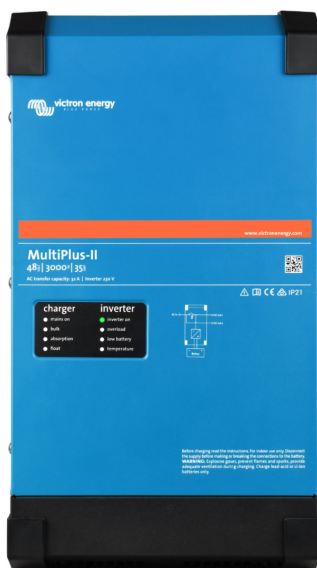 victron energy
BLUE POWER
www.victronenergy.com
MultiPlus-II
48 | 3000 | 35
AC transfer capacity: 32 A | Inverter 230 V
IP21
charger inverter
mains on inverter on
bulb overload
absorption low battery
float temperature
Battery
Before charging read the instructions. For indoor use only. Disconnect
the supply before making or breaking the connections to the battery.
WARNING: Explosive gases, prevent flames and sparks, provide
adequate ventilation during charging. Charge lead-acid or Li-Ion
batteries only.